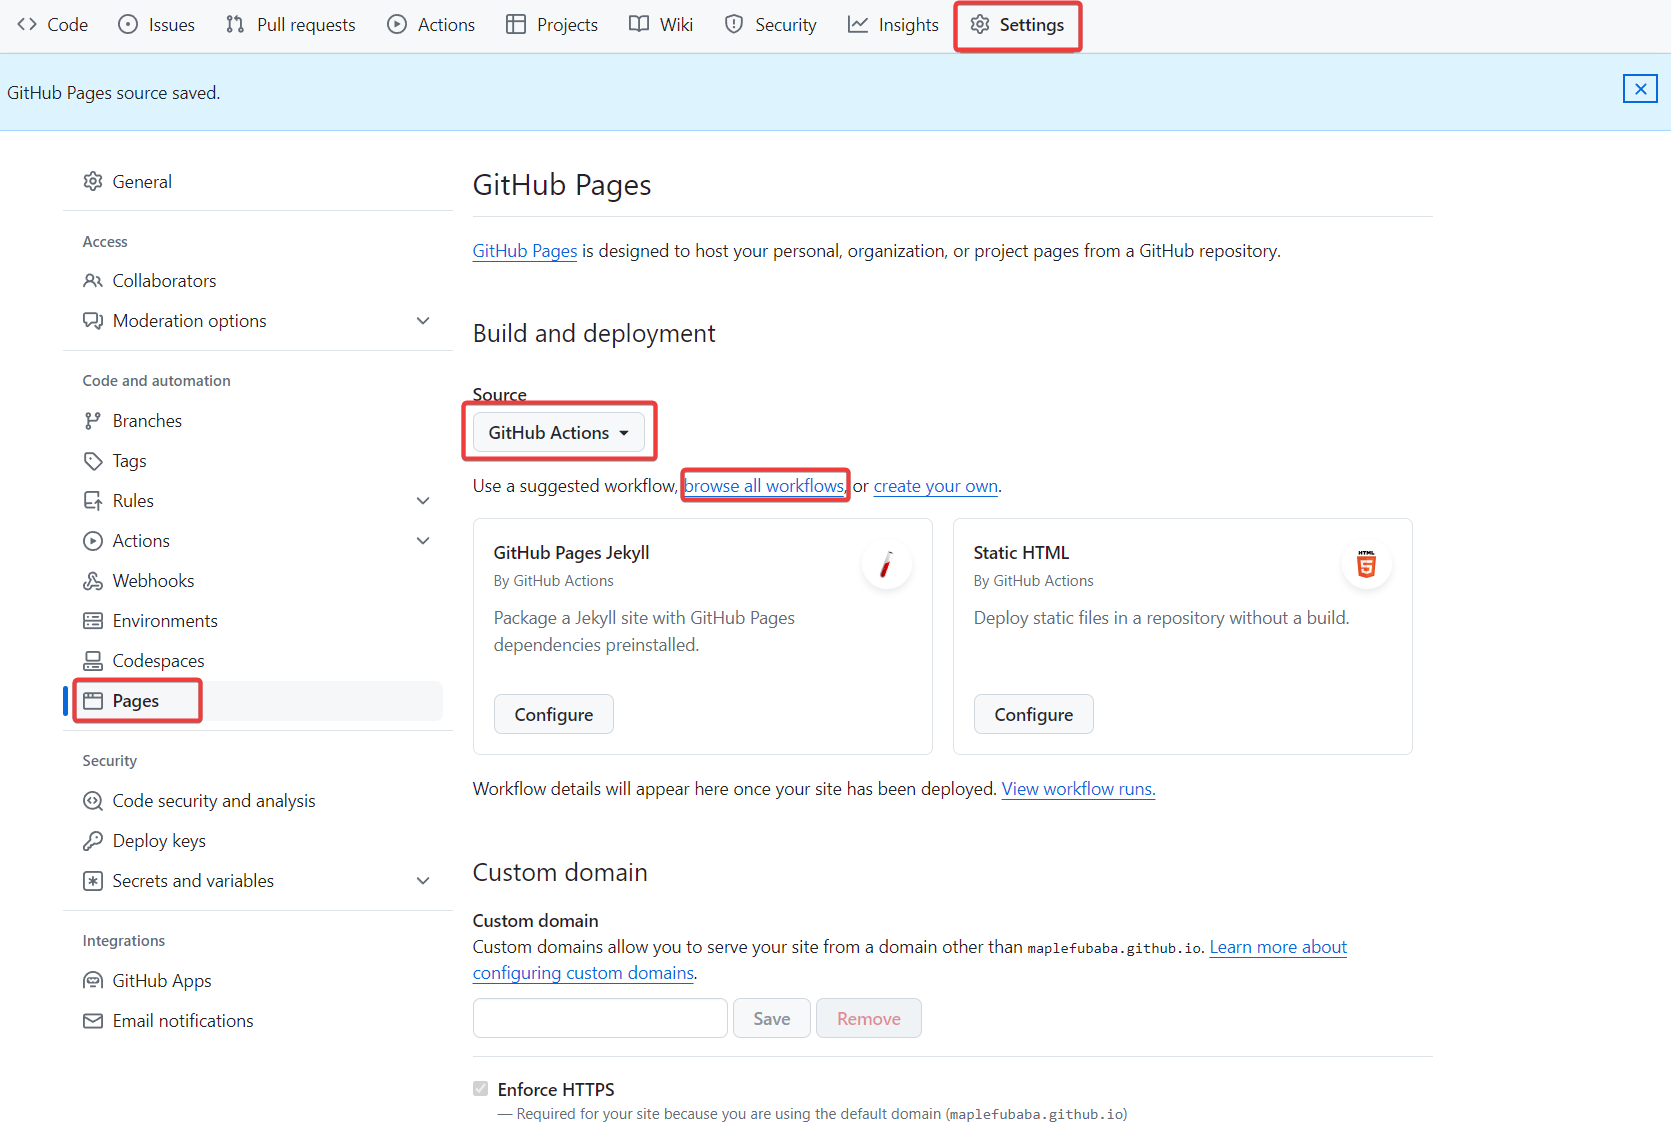 Code Issues Pull requests Actions Projects Wiki Security Insights Settings
GitHub Pages source saved.
General
Access
Collaborators
Moderation options
Code and automation
Branches
Tags
Rules
Actions
Webhooks
Environments
Codespaces
Pages
Security
Code security and analysis
Deploy keys
Secrets and variables
Integrations
GitHub Apps
Email notifications
GitHub Pages
GitHub Pages is designed to host your personal, organization, or project pages from a GitHub repository.
Build and deployment
Source
GitHub Actions
Use a suggested workflow, browse all workflows, or create your own.
GitHub Pages Jekyll
By GitHub Actions
Package a Jekyll site with GitHub Pages
dependencies preinstalled.
Configure
Static HTML
By GitHub Actions
HTML
5
Deploy static files in a repository without a build.
Configure
Workflow details will appear here once your site has been deployed. View workflow runs.
Custom domain
Custom domain
Custom domains allow you to serve your site from a domain other than maplefubaba.github.io. Learn more about
configuring custom domains.
Save Remove
Enforce HTTPS
— Required for your site because you are using the default domain (maplefubaba.github.io)